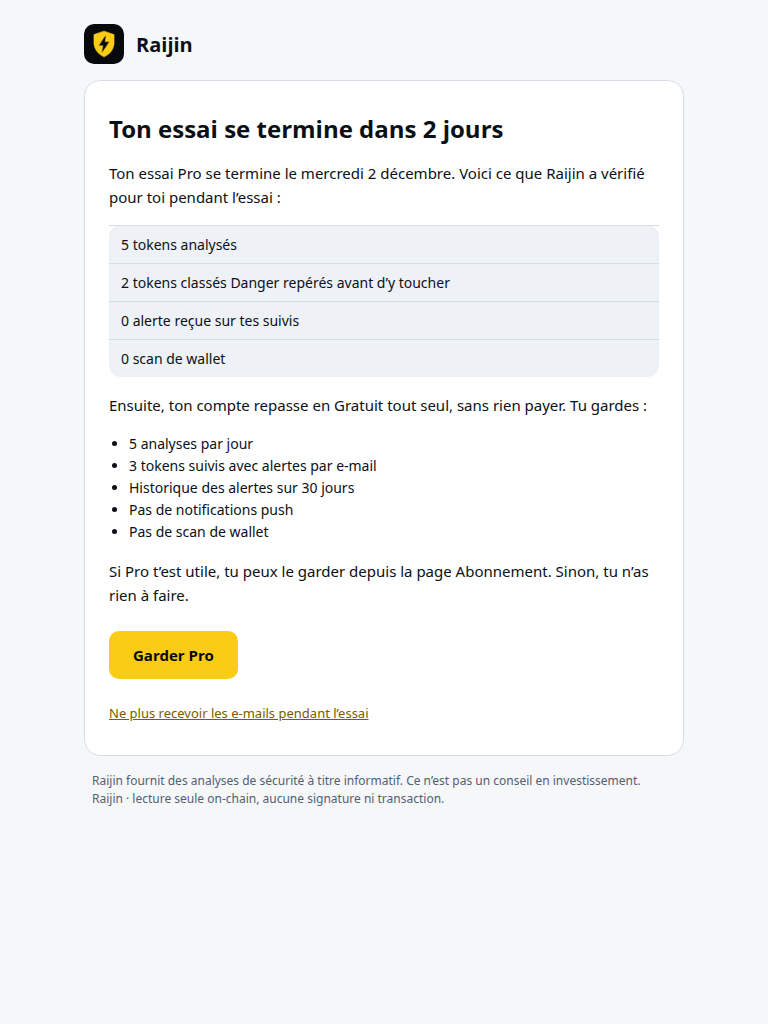 Raijin
Ton essai se termine dans 2 jours
Ton essai Pro se termine le mercredi 2 décembre. Voici ce que Raijin a vérifié
pour toi pendant l’essai :
5 tokens analysés
2 tokens classés Danger repérés avant d’y toucher
0 alerte reçue sur tes suivis
0 scan de wallet
Ensuite, ton compte repasse en Gratuit tout seul, sans rien payer. Tu gardes :
• 5 analyses par jour
• 3 tokens suivis avec alertes par e-mail
• Historique des alertes sur 30 jours
• Pas de notifications push
• Pas de scan de wallet
Si Pro t’est utile, tu peux le garder depuis la page Abonnement. Sinon, tu n’as
rien à faire.
Garder Pro
Ne plus recevoir les e-mails pendant l’essai
Raijin fournit des analyses de sécurité à titre informatif. Ce n’est pas un conseil en investissement.
Raijin · lecture seule on-chain, aucune signature ni transaction.